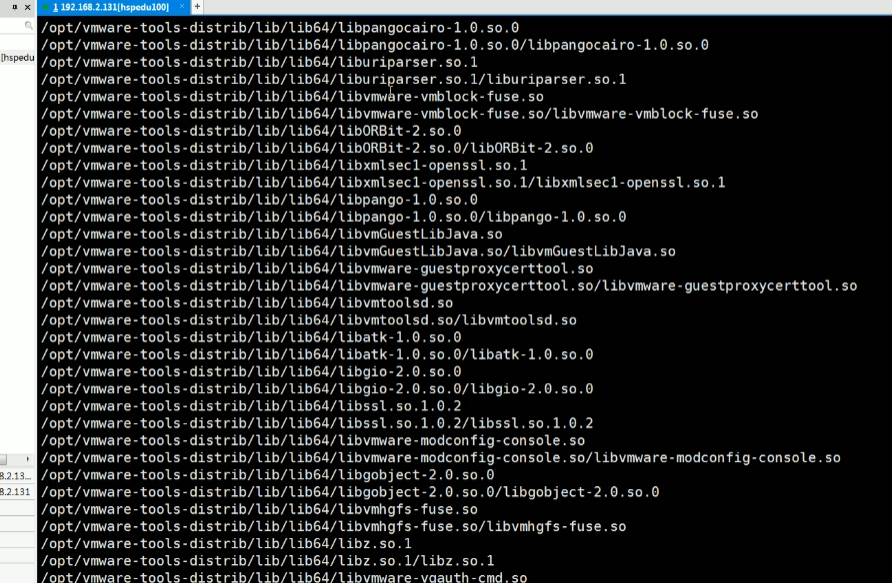 1 192.168.2.131[hspedu100] × +
[hspedu
8.2.13...
8.2.131
/opt/vmware-tools-distrib/lib/lib64/libpangocairo-1.0.so.0
/opt/vmware-tools-distrib/lib/lib64/libpangocairo-1.0.so.0/libpangocairo-1.0.so.0
/opt/vmware-tools-distrib/lib/lib64/liburiparser.so.1
/opt/vmware-tools-distrib/lib/lib64/liburiparser.so.1/liburiparser.so.1
/opt/vmware-tools-distrib/lib/lib64/libvmware-vmblock-fuse.so
/opt/vmware-tools-distrib/lib/lib64/libvmware-vmblock-fuse.so/libvmware-vmblock-fuse.so
/opt/vmware-tools-distrib/lib/lib64/libORBit-2.so.0
/opt/vmware-tools-distrib/lib/lib64/libORBit-2.so.0/libORBit-2.so.0
/opt/vmware-tools-distrib/lib/lib64/libxmlsec1-openssl.so.1
/opt/vmware-tools-distrib/lib/lib64/libxmlsec1-openssl.so.1/libxmlsec1-openssl.so.1
/opt/vmware-tools-distrib/lib/lib64/libpango-1.0.so.0
/opt/vmware-tools-distrib/lib/lib64/libpango-1.0.so.0/libpango-1.0.so.0
/opt/vmware-tools-distrib/lib/lib64/libvmGuestLibJava.so
/opt/vmware-tools-distrib/lib/lib64/libvmGuestLibJava.so/libvmGuestLibJava.so
/opt/vmware-tools-distrib/lib/lib64/libvmware-guestproxycerttool.so
/opt/vmware-tools-distrib/lib/lib64/libvmware-guestproxycerttool.so/libvmware-guestproxycerttool.so
/opt/vmware-tools-distrib/lib/lib64/libvmtoolsd.so
/opt/vmware-tools-distrib/lib/lib64/libvmtoolsd.so/libvmtoolsd.so
/opt/vmware-tools-distrib/lib/lib64/libatk-1.0.so.0
/opt/vmware-tools-distrib/lib/lib64/libatk-1.0.so.0/libatk-1.0.so.0
/opt/vmware-tools-distrib/lib/lib64/libgio-2.0.so.0
/opt/vmware-tools-distrib/lib/lib64/libgio-2.0.so.0/libgio-2.0.so.0
/opt/vmware-tools-distrib/lib/lib64/libssl.so.1.0.2
/opt/vmware-tools-distrib/lib/lib64/libssl.so.1.0.2/libssl.so.1.0.2
/opt/vmware-tools-distrib/lib/lib64/libvmware-modconfig-console.so
/opt/vmware-tools-distrib/lib/lib64/libvmware-modconfig-console.so/libvmware-modconfig-console.so
/opt/vmware-tools-distrib/lib/lib64/libgobject-2.0.so.0
/opt/vmware-tools-distrib/lib/lib64/libgobject-2.0.so.0/libgobject-2.0.so.0
/opt/vmware-tools-distrib/lib/lib64/libvmhgfs-fuse.so
/opt/vmware-tools-distrib/lib/lib64/libvmhgfs-fuse.so/libvmhgfs-fuse.so
/opt/vmware-tools-distrib/lib/lib64/libz.so.1
/opt/vmware-tools-distrib/lib/lib64/libz.so.1/libz.so.1
/opt/vmware-tools-distrib/lib/lib64/libvmware-vgauth-cmd.so